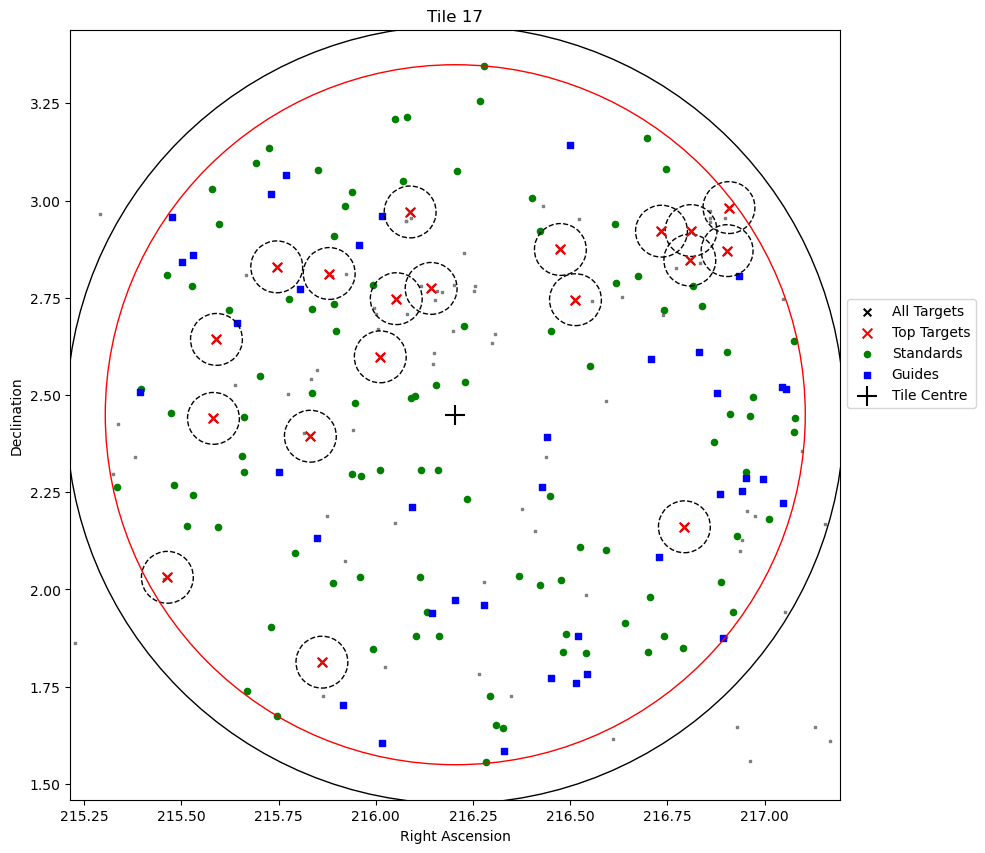 Tile 17
Declination
3.25
3.00
2.75
2.50
2.25
2.00
1.75
1.50
215.25 215.50 215.75 216.00 216.25 216.50 216.75 217.00
Right Ascension
All Targets
Top Targets
Standards
Guides
Tile Centre